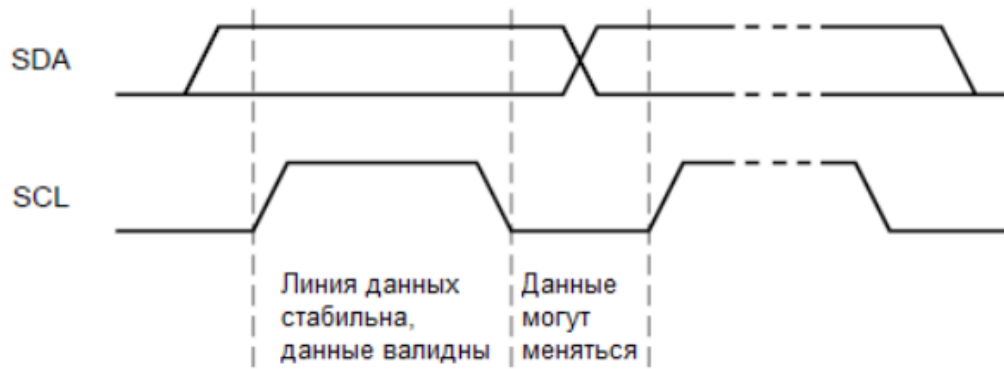 SDA
SCL
Линия данных
стабильна,
данные валидны
Данные
могут
меняться